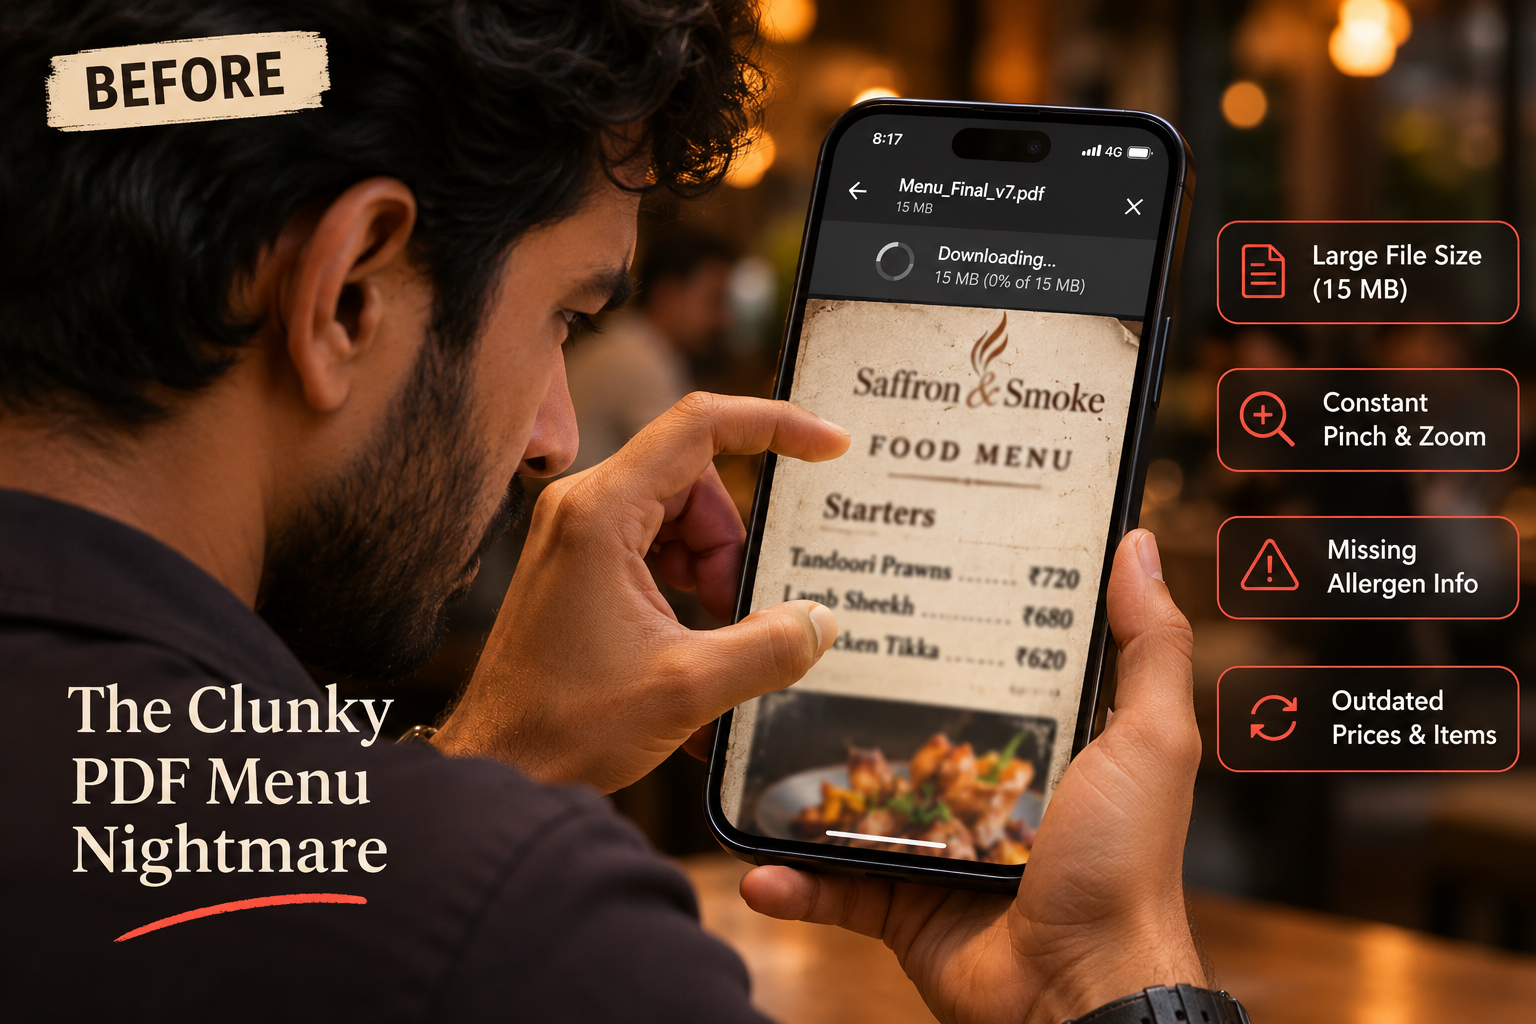 BEFORE
The Clunky
PDF Menu
Nightmare
8:17
4G
Menu_Final_v7.pdf
15 MB
Downloading...
15 MB (0% of 15 MB)
Saffron & Smoke
FOOD MENU
Starters
Tandoori Prawns ........ ₹720
Lamb Sheekh .............. ₹680
cken Tikka ....... ₹620
Large File Size
(15 MB)
Constant
Pinch & Zoom
Missing
Allergen Info
Outdated
Prices & Items